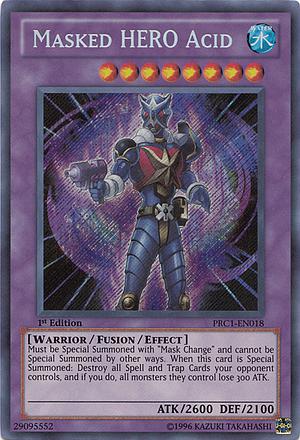 MASKED HERO ACID
WATER
水
1st Edition
PRC1-EN018
[WARRIOR / FUSION / EFFECT]
Must be Special Summoned with "Mask Change" and cannot
be Special Summoned by other ways. When this card is Special
Summoned: Destroy all Spell and Trap Cards your opponent
controls, and if you do, all monsters they control lose 300 ATK.
ATK/2600 DEF/2100
29095552
©1996 KAZUKI TAKAHASHI